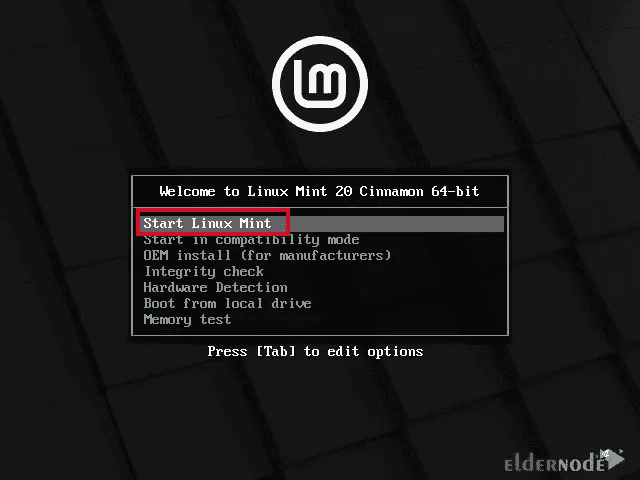 lm
Welcome to Linux Mint 20 Cinnamon 64-bit
Start Linux Mint
Start in compatibility mode
OEM install (for manufacturers)
Integrity check
Hardware Detection
Boot from local drive
Memory test
Press [Tab] to edit options
elderNode